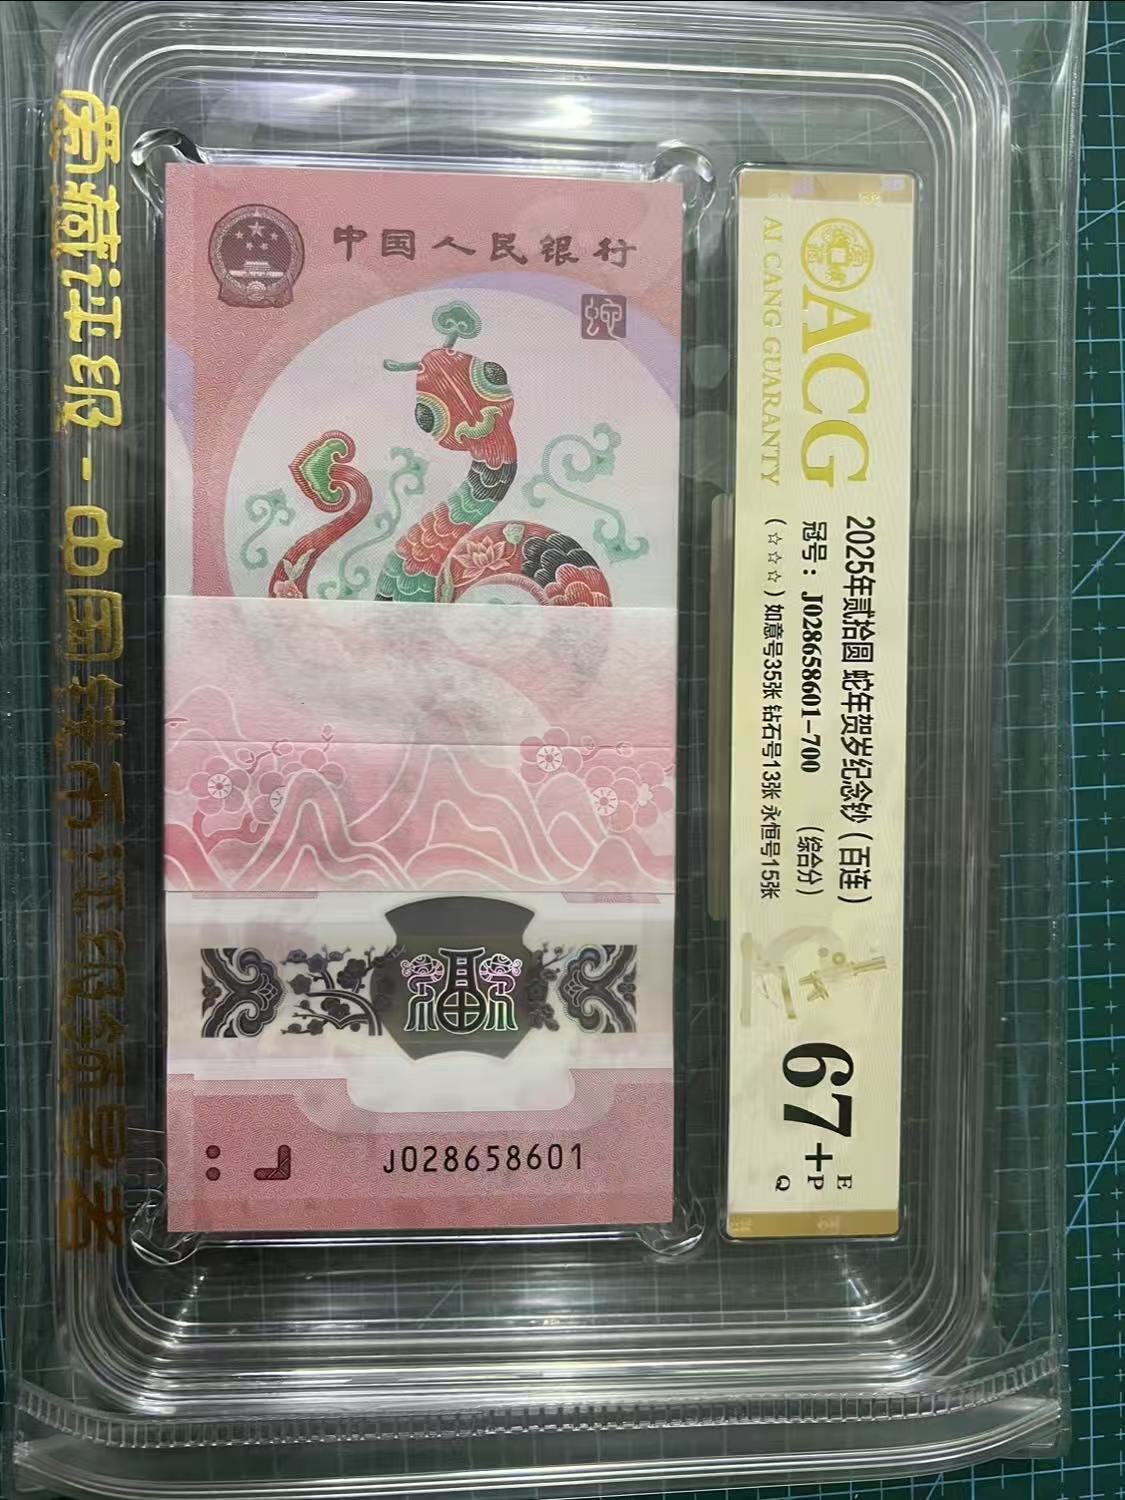 爱藏评级-中国钱币评级领导者
中国人民银行
蛇
福
J028658601
ACG
AI CANG GUARANTY
2025年贰拾圆 蛇年贺岁纪念钞(百连)
冠号：J028658601-700 (综合分)
(☆☆☆)如意号35张 钻石号13张 永恒号15张
67+
E
P
Q